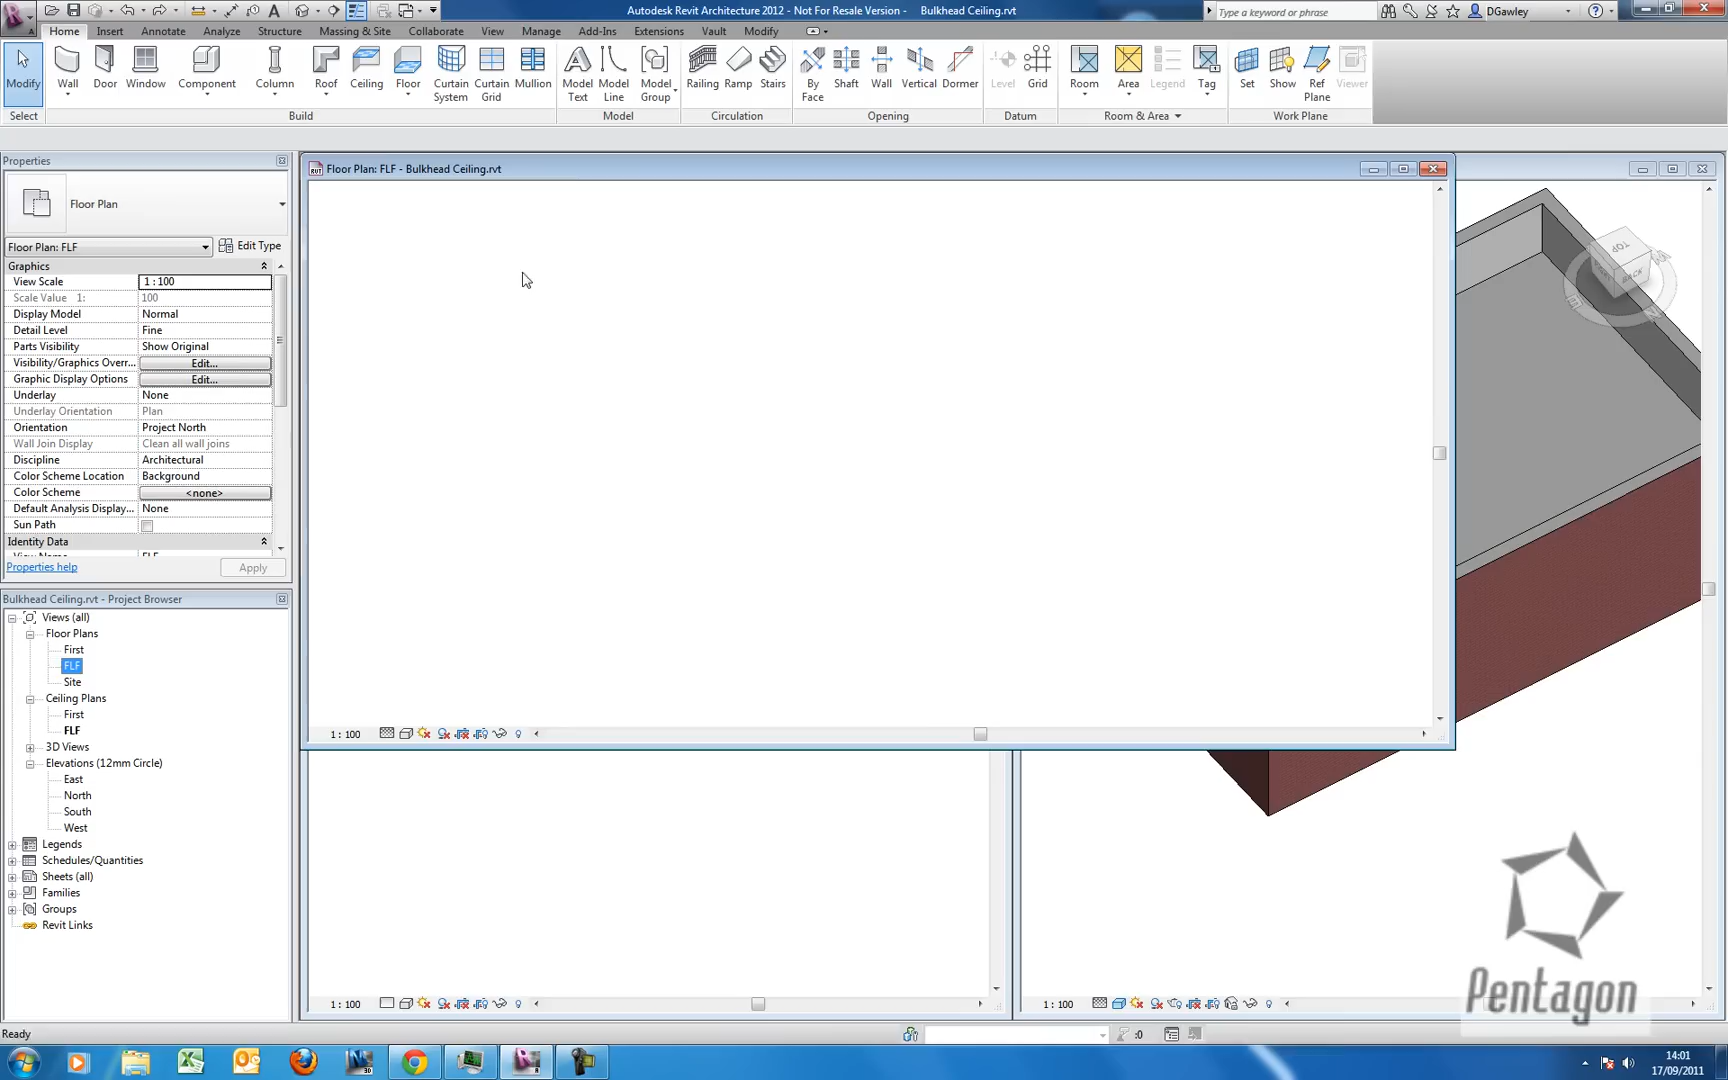 Autodesk Revit Architecture 2012 - Not For Resale Version - Bulkhead Ceiling.rvt
Type a keyword or phrase
DGawley
Home Insert Annotate Analyze Structure Massing & Site Collaborate View Manage Add-Ins Extensions Vault Modify
Modify Wall Door Window Component Column Roof Ceiling Floor Curtain System Curtain Grid Mullion Model Text Model Line Model Group Railing Ramp Stairs By Face Shaft Wall Vertical Dormer Level Grid Room Area Legend Tag Set Show Ref Plane Viewer
Select Build Model Circulation Opening Datum Room & Area Work Plane
Properties
Floor Plan
Floor Plan: FLF
Edit Type
Graphics
View Scale 1 : 100
Scale Value 1: 100
Display Model Normal
Detail Level Fine
Parts Visibility Show Original
Visibility/Graphics Overr... Edit...
Graphic Display Options Edit...
Underlay None
Underlay Orientation Plan
Orientation Project North
Wall Join Display Clean all wall joins
Discipline Architectural
Color Scheme Location Background
Color Scheme <none>
Default Analysis Display... None
Sun Path
Identity Data
Properties help
Apply
Bulkhead Ceiling.rvt - Project Browser
Views (all)
Floor Plans
First
FLF
Site
Ceiling Plans
First
FLF
3D Views
Elevations (12mm Circle)
East
North
South
West
Legends
Schedules/Quantities
Sheets (all)
Families
Groups
Revit Links
Floor Plan: FLF - Bulkhead Ceiling.rvt
1 : 100
TOP
BACK
1 : 100
1 : 100
Pentagon
Ready
:0
14:01
17/09/2011